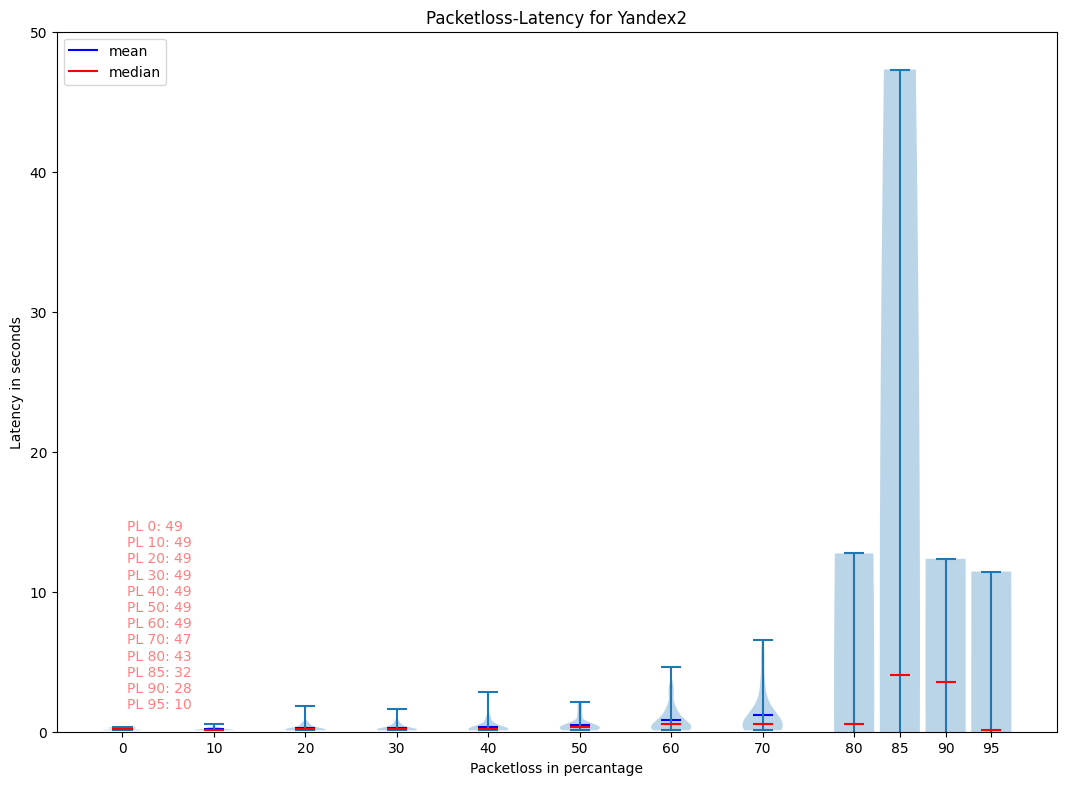 Packetloss-Latency for Yandex2
50
mean
median
40
30
20
10
0
Latency in seconds
PL 0: 49
PL 10: 49
PL 20: 49
PL 30: 49
PL 40: 49
PL 50: 49
PL 60: 49
PL 70: 47
PL 80: 43
PL 85: 32
PL 90: 28
PL 95: 10
0 10 20 30 40 50 60 70 80 85 90 95
Packetloss in percantage